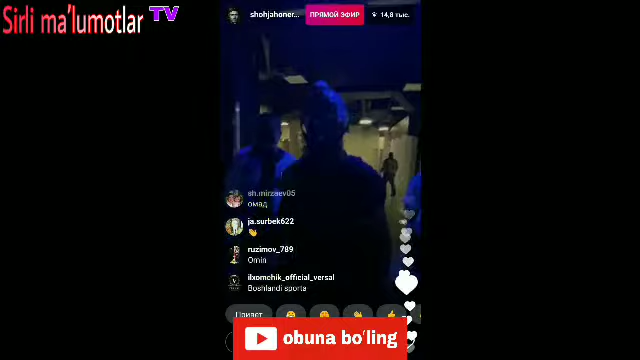 Sirli ma'lumotlar TV
shohjahoner... ПРЯМОЙ ЭФИР 14,8 тыс.
sh.mirzaev05
омад
ja.surbek622
👏
ruzimov_789
Omin
ilxomchik_official_versal
Boshlandi sporta
Привет
obuna bo'ling